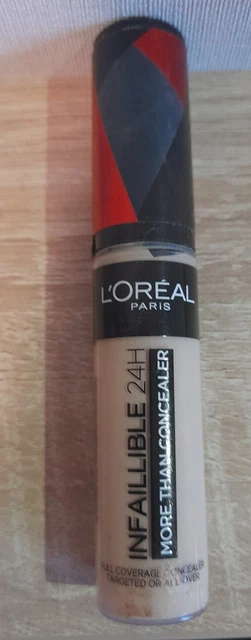 L'ORÉAL
PARIS
INFAILLIBLE 24H
MORE THAN CONCEALER
FULL COVERAGE CONCEALER
TARGETED OR ALL OVER